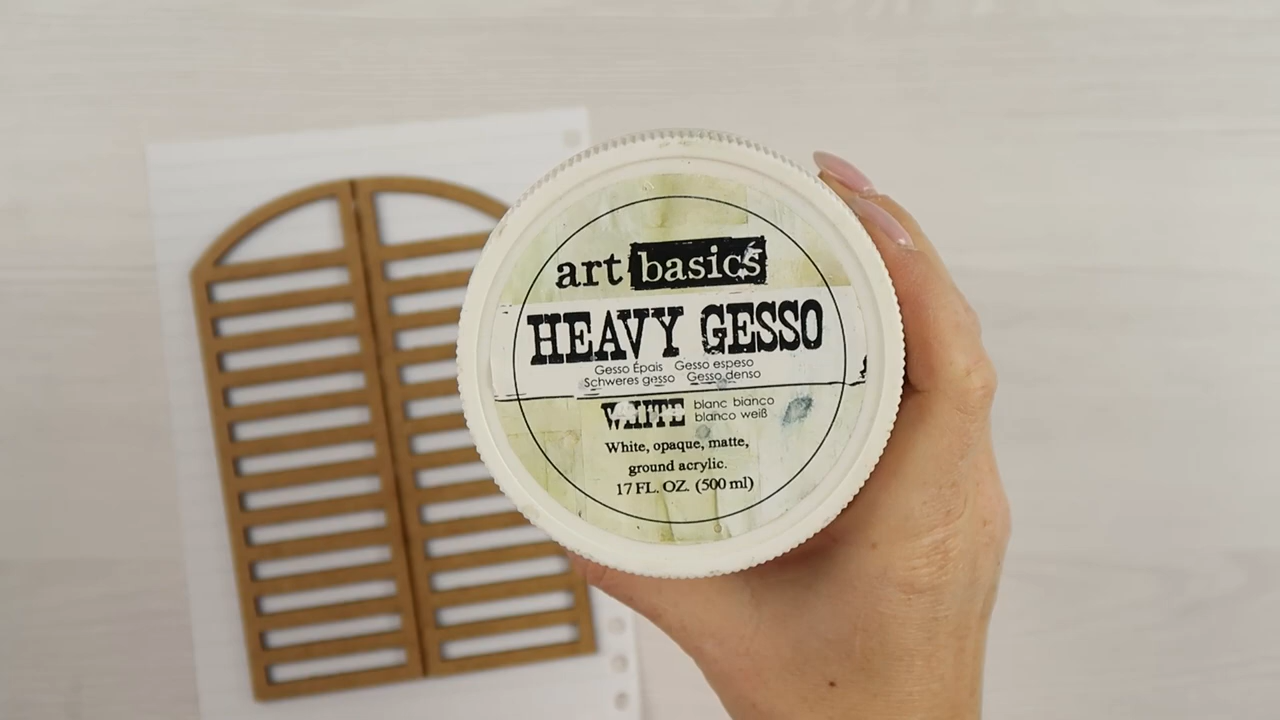 art basics
HEAVY GESSO
Gesso Épais Gesso espeso
Schweres gesso Gesso denso
WHITE blanc bianco
blanco weiß
White, opaque, matte,
ground acrylic.
17 FL. OZ. (500 ml)